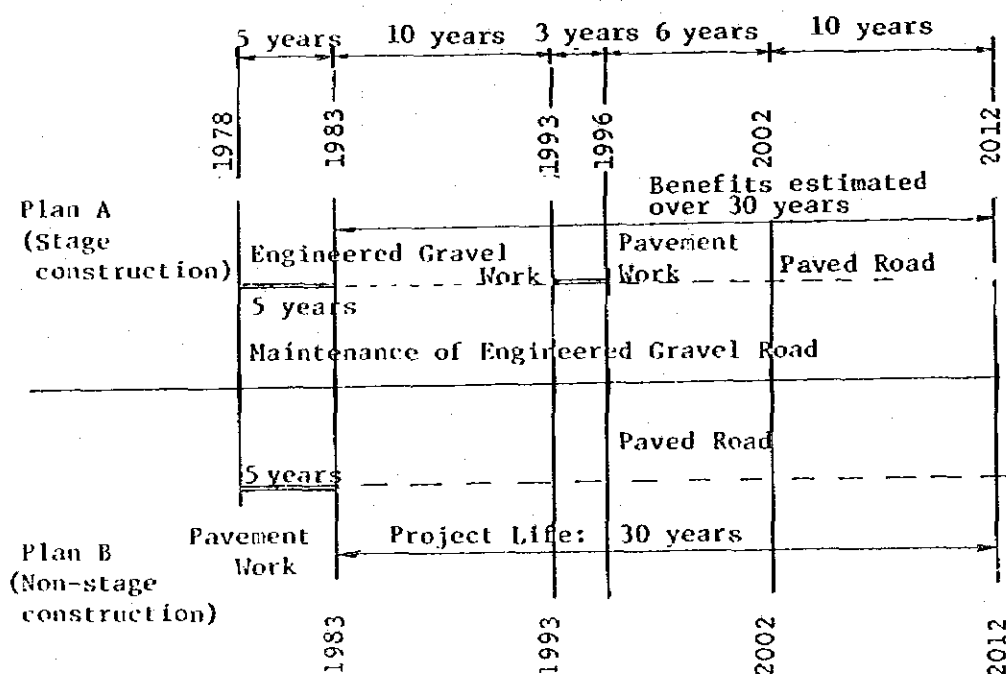 5 years 10 years 3 years 6 years 10 years
1978 1983 1993 1996 2002 2012
Benefits estimated
over 30 years
Plan A
(Stage
construction)
Engineered Gravel
Work
Pavement
Work
Paved Road
5 years
Maintenance of Engineered Gravel Road
Paved Road
5 years
Pavement
Work
Project Life: 30 years
Plan B
(Non-stage
construction)
1983 1993 2002 2012